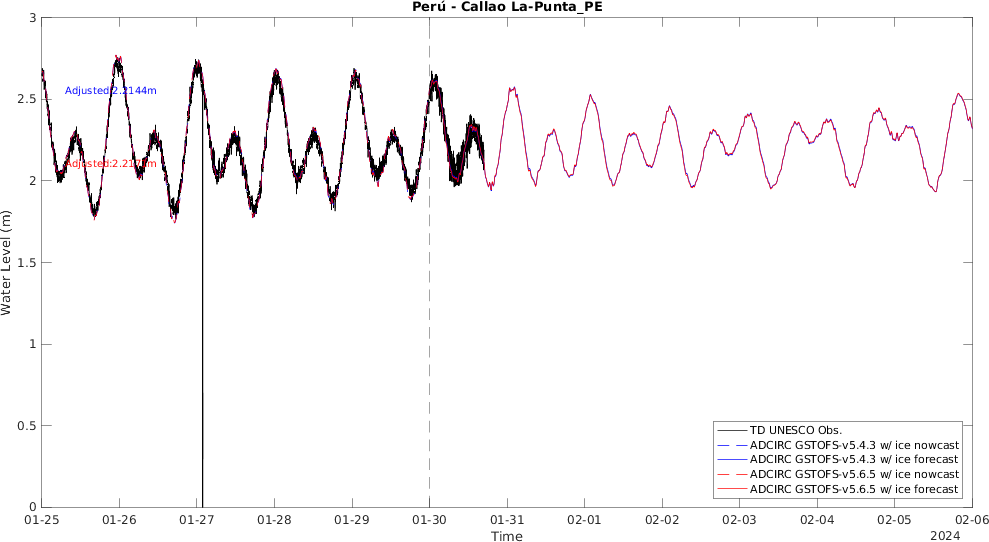 Perú - Callao La-Punta_PE
3
2.5
2
1.5
1
0.5
0
Water Level (m)
Adjusted:2.2144m
TD UNESCO Obs.
ADCIRC GSTOFS-v5.4.3 w/ ice nowcast
ADCIRC GSTOFS-v5.4.3 w/ ice forecast
ADCIRC GSTOFS-v5.6.5 w/ ice nowcast
ADCIRC GSTOFS-v5.6.5 w/ ice forecast
01-25 01-26 01-27 01-28 01-29 01-30 01-31 02-01 02-02 02-03 02-04 02-05 02-06
Time
2024